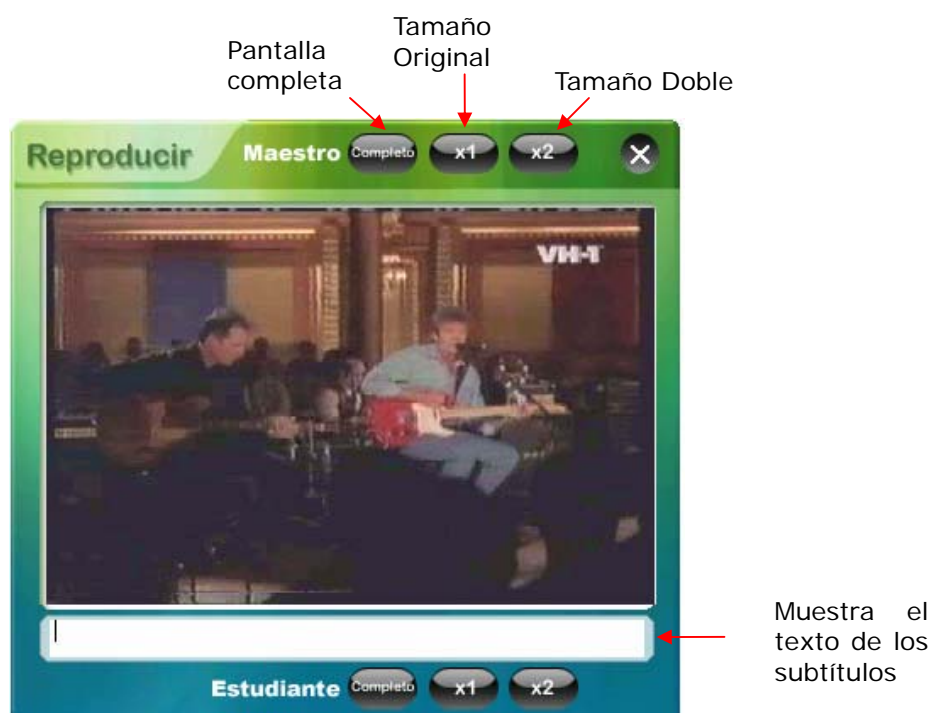 Tamaño
Original
Pantalla
completa
Tamaño Doble
Reproducir
Maestro Completo x1 x2
VH-1
Muestra el
texto de los
subtítulos
Estudiante Completo x1 x2